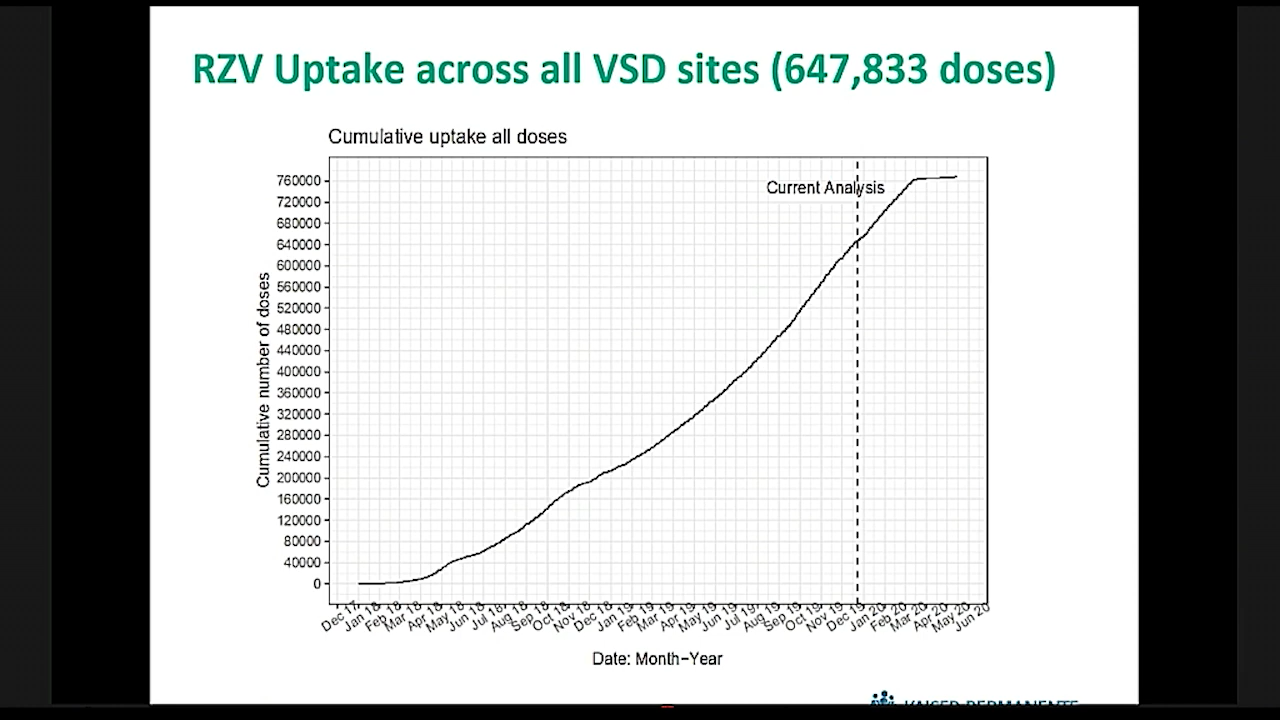 RZV Uptake across all VSD sites (647,833 doses)
Cumulative uptake all doses
Current Analysis
760000
720000
680000
640000
600000
560000
520000
480000
440000
400000
360000
320000
280000
240000
200000
160000
120000
80000
40000
0
Cumulative number of doses
Dec 17
Jan 18
Feb 18
Mar 18
Apr 18
May 18
Jun 18
Jul 18
Aug 18
Sep 18
Oct 18
Nov 18
Dec 18
Jan 19
Feb 19
Mar 19
Apr 19
May 19
Jun 19
Jul 19
Aug 19
Sep 19
Oct 19
Nov 19
Dec 19
Jan 20
Feb 20
Mar 20
Apr 20
May 20
Jun 20
Date: Month-Year
KAISER PERMANENTE